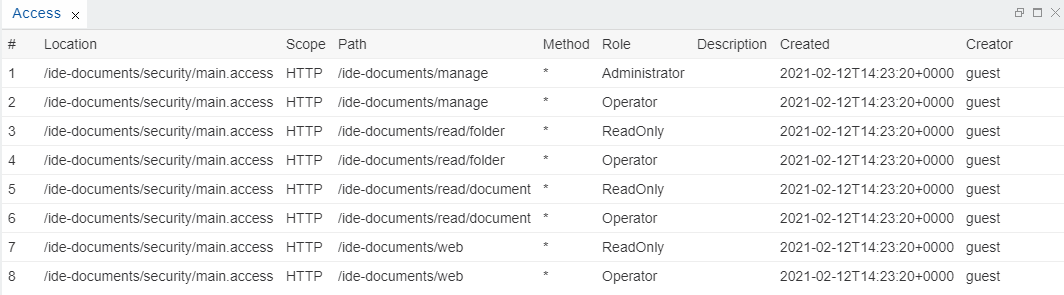 Access x
# Location Scope Path Method Role Description Created Creator
1 /ide-documents/security/main.access HTTP /ide-documents/manage * Administrator 2021-02-12T14:23:20+0000 guest
2 /ide-documents/security/main.access HTTP /ide-documents/manage * Operator 2021-02-12T14:23:20+0000 guest
3 /ide-documents/security/main.access HTTP /ide-documents/read/folder * ReadOnly 2021-02-12T14:23:20+0000 guest
4 /ide-documents/security/main.access HTTP /ide-documents/read/folder * Operator 2021-02-12T14:23:20+0000 guest
5 /ide-documents/security/main.access HTTP /ide-documents/read/document * ReadOnly 2021-02-12T14:23:20+0000 guest
6 /ide-documents/security/main.access HTTP /ide-documents/read/document * Operator 2021-02-12T14:23:20+0000 guest
7 /ide-documents/security/main.access HTTP /ide-documents/web * ReadOnly 2021-02-12T14:23:20+0000 guest
8 /ide-documents/security/main.access HTTP /ide-documents/web * Operator 2021-02-12T14:23:20+0000 guest